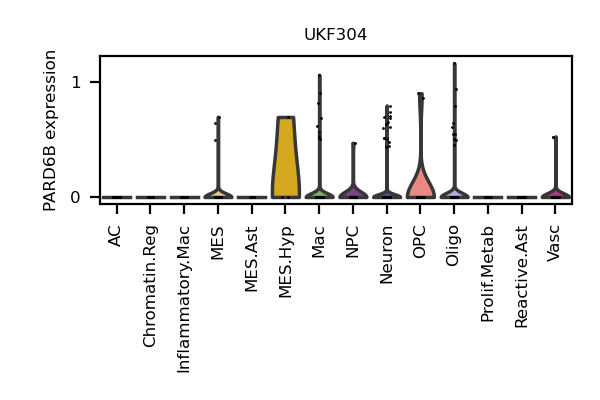 UKF304
PARD6B expression
1
0
AC
Chromatin.Reg
Inflammatory.Mac
MES
MES.Ast
MES.Hyp
Mac
NPC
Neuron
OPC
Oligo
Prolif.Metab
Reactive.Ast
Vasc